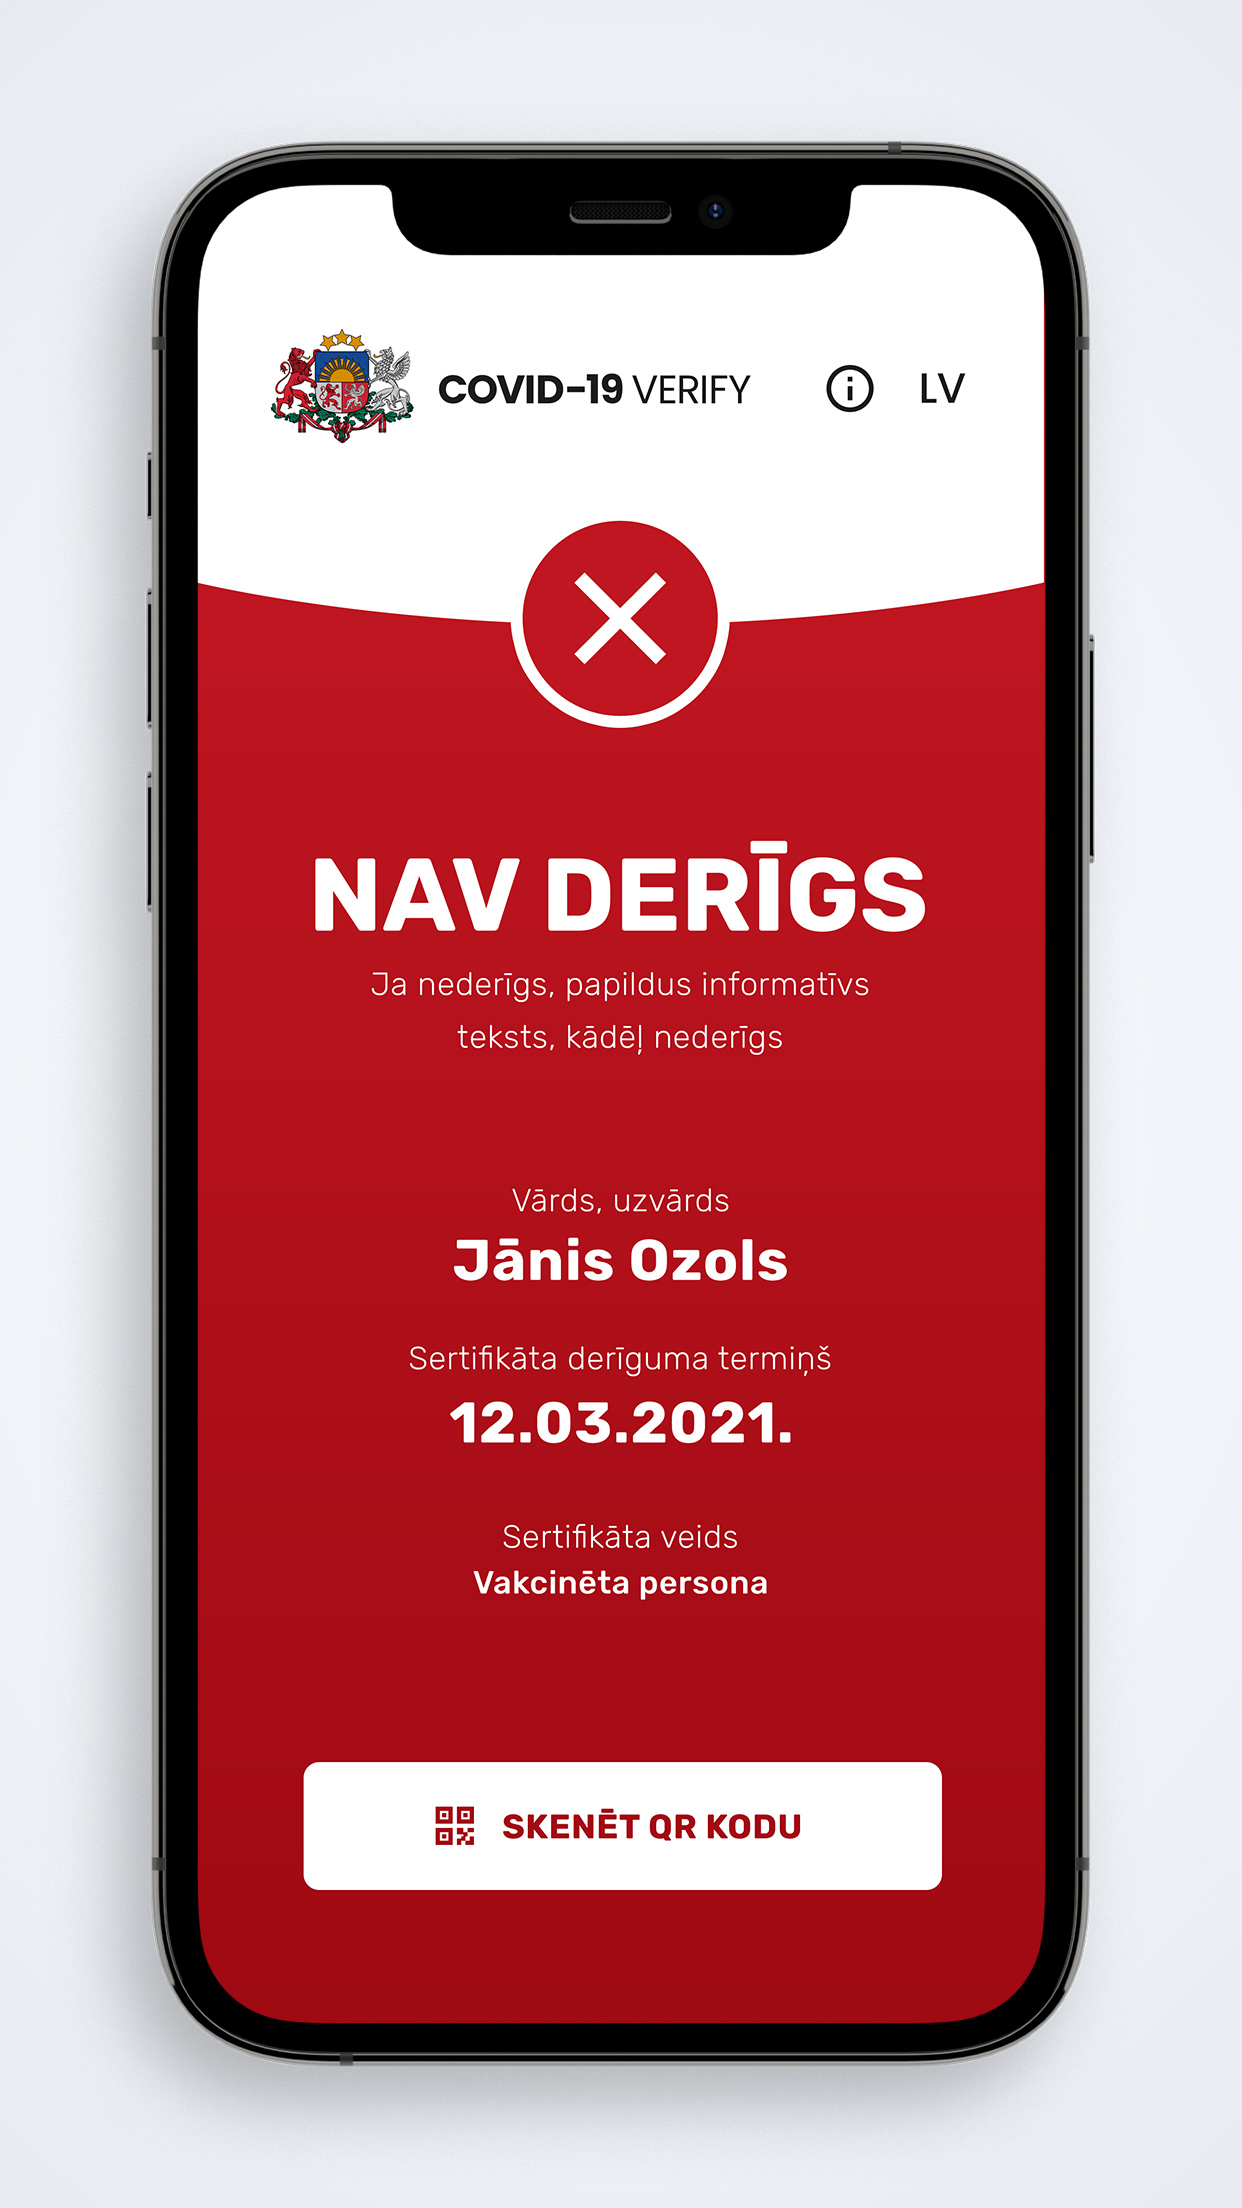 COVID-19 VERIFY
LV
NAV DERĪGS
Ja nederīgs, papildus informatīvs
teksts, kādēļ nederīgs
Vārds, uzvārds
Jānis Ozols
Sertifikāta derīguma termiņš
12.03.2021.
Sertifikāta veids
Vakcinēta persona
SKENĒT QR KODU